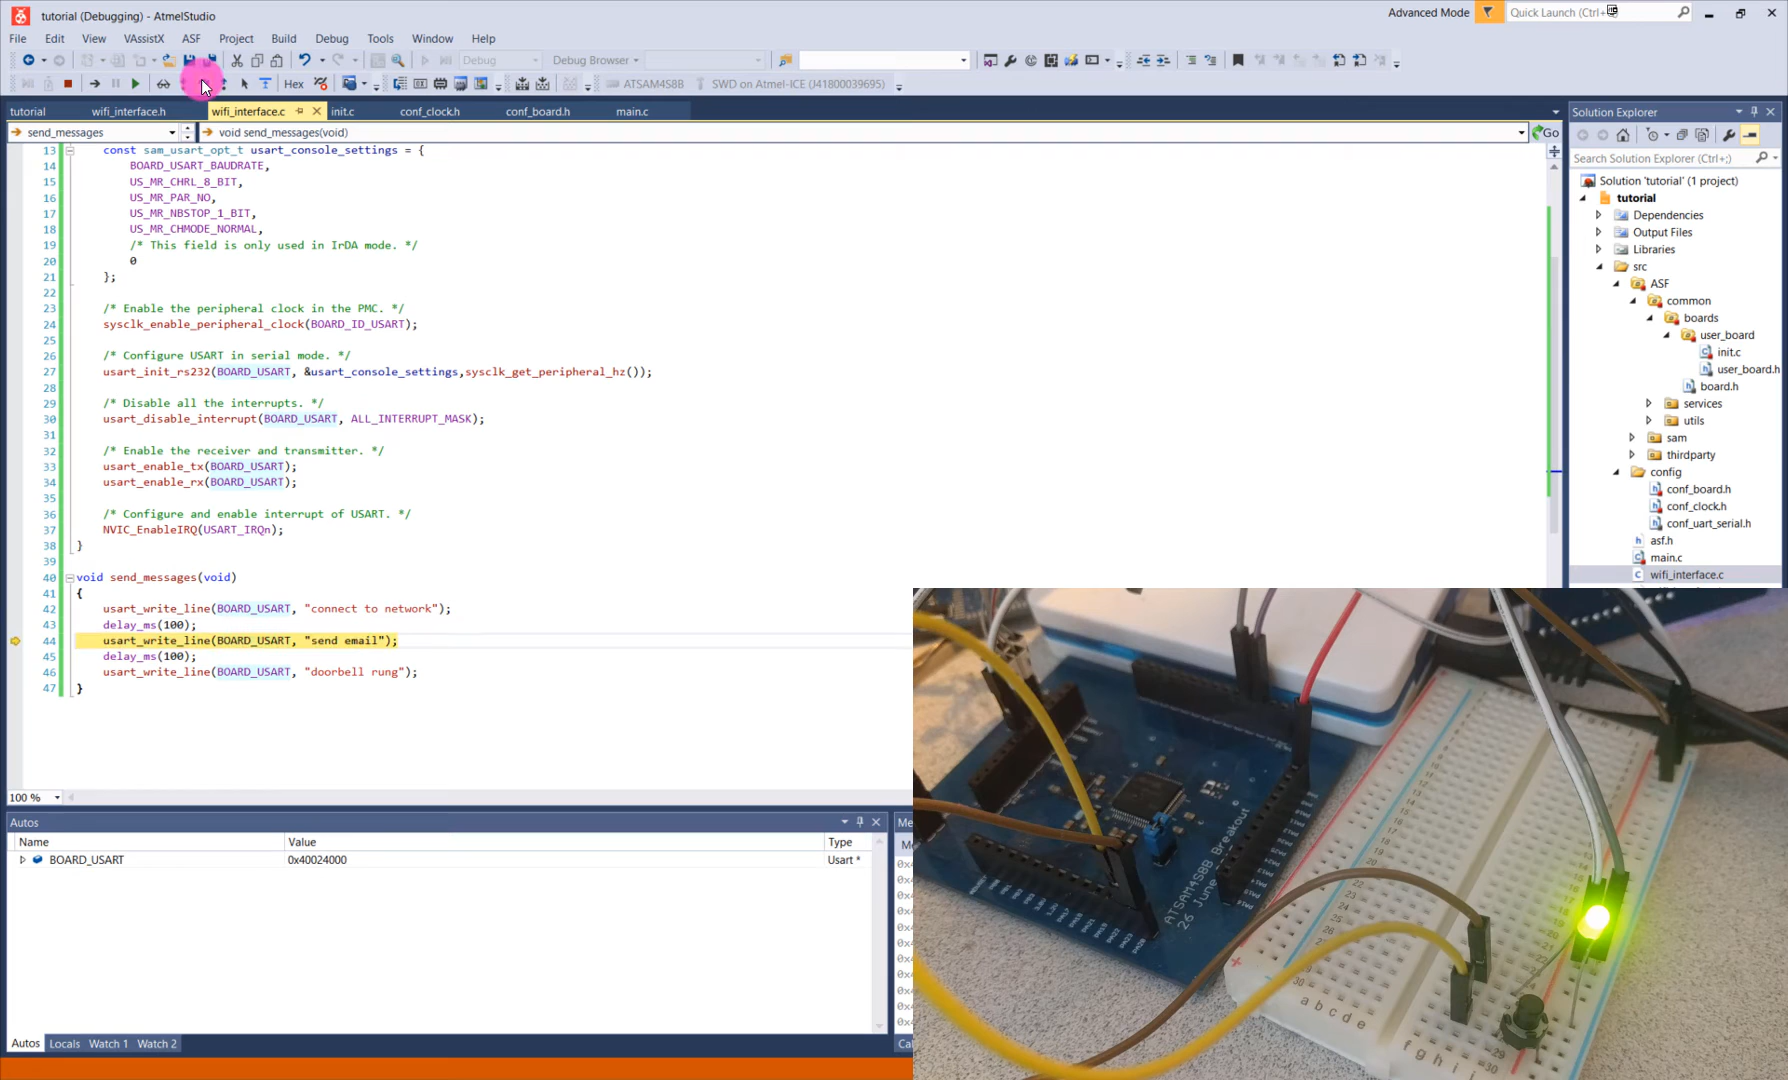 tutorial (Debugging) - AtmelStudio
Advanced Mode
Quick Launch (Ctrl+
File Edit View VAssistX ASF Project Build Debug Tools Window Help
Debug
Debug Browser
Hex
ATSAM4S8B
SWD on Atmel-ICE (J41800039695)
tutorial wifi_interface.h wifi_interface.c init.c conf_clock.h conf_board.h main.c
send_messages
void send_messages(void)
Go
13 const sam_usart_opt_t usart_console_settings = {
14 BOARD_USART_BAUDRATE,
15 US_MR_CHRL_8_BIT,
16 US_MR_PAR_NO,
17 US_MR_NBSTOP_1_BIT,
18 US_MR_CHMODE_NORMAL,
19 /* This field is only used in IrDA mode. */
20 0
21 };
22
23 /* Enable the peripheral clock in the PMC. */
24 sysclk_enable_peripheral_clock(BOARD_ID_USART);
25
26 /* Configure USART in serial mode. */
27 usart_init_rs232(BOARD_USART, &usart_console_settings,sysclk_get_peripheral_hz());
28
29 /* Disable all the interrupts. */
30 usart_disable_interrupt(BOARD_USART, ALL_INTERRUPT_MASK);
31
32 /* Enable the receiver and transmitter. */
33 usart_enable_tx(BOARD_USART);
34 usart_enable_rx(BOARD_USART);
35
36 /* Configure and enable interrupt of USART. */
37 NVIC_EnableIRQ(USART_IRQn);
38 }
39
40 void send_messages(void)
41 {
42 usart_write_line(BOARD_USART, "connect to network");
43 delay_ms(100);
44 usart_write_line(BOARD_USART, "send email");
45 delay_ms(100);
46 usart_write_line(BOARD_USART, "doorbell rung");
47 }
100 %
Autos
Name Value Type
BOARD_USART 0x40024000 Usart *
Autos Locals Watch 1 Watch 2
Solution Explorer
Search Solution Explorer (Ctrl+;)
Solution 'tutorial' (1 project)
tutorial
Dependencies
Output Files
Libraries
src
ASF
common
boards
user_board
init.c
user_board.h
board.h
services
utils
sam
thirdparty
config
conf_board.h
conf_clock.h
conf_uart_serial.h
asf.h
main.c
wifi_interface.c
ATSAM4S8B Breakout
26 June
a b c d e
f g h i j